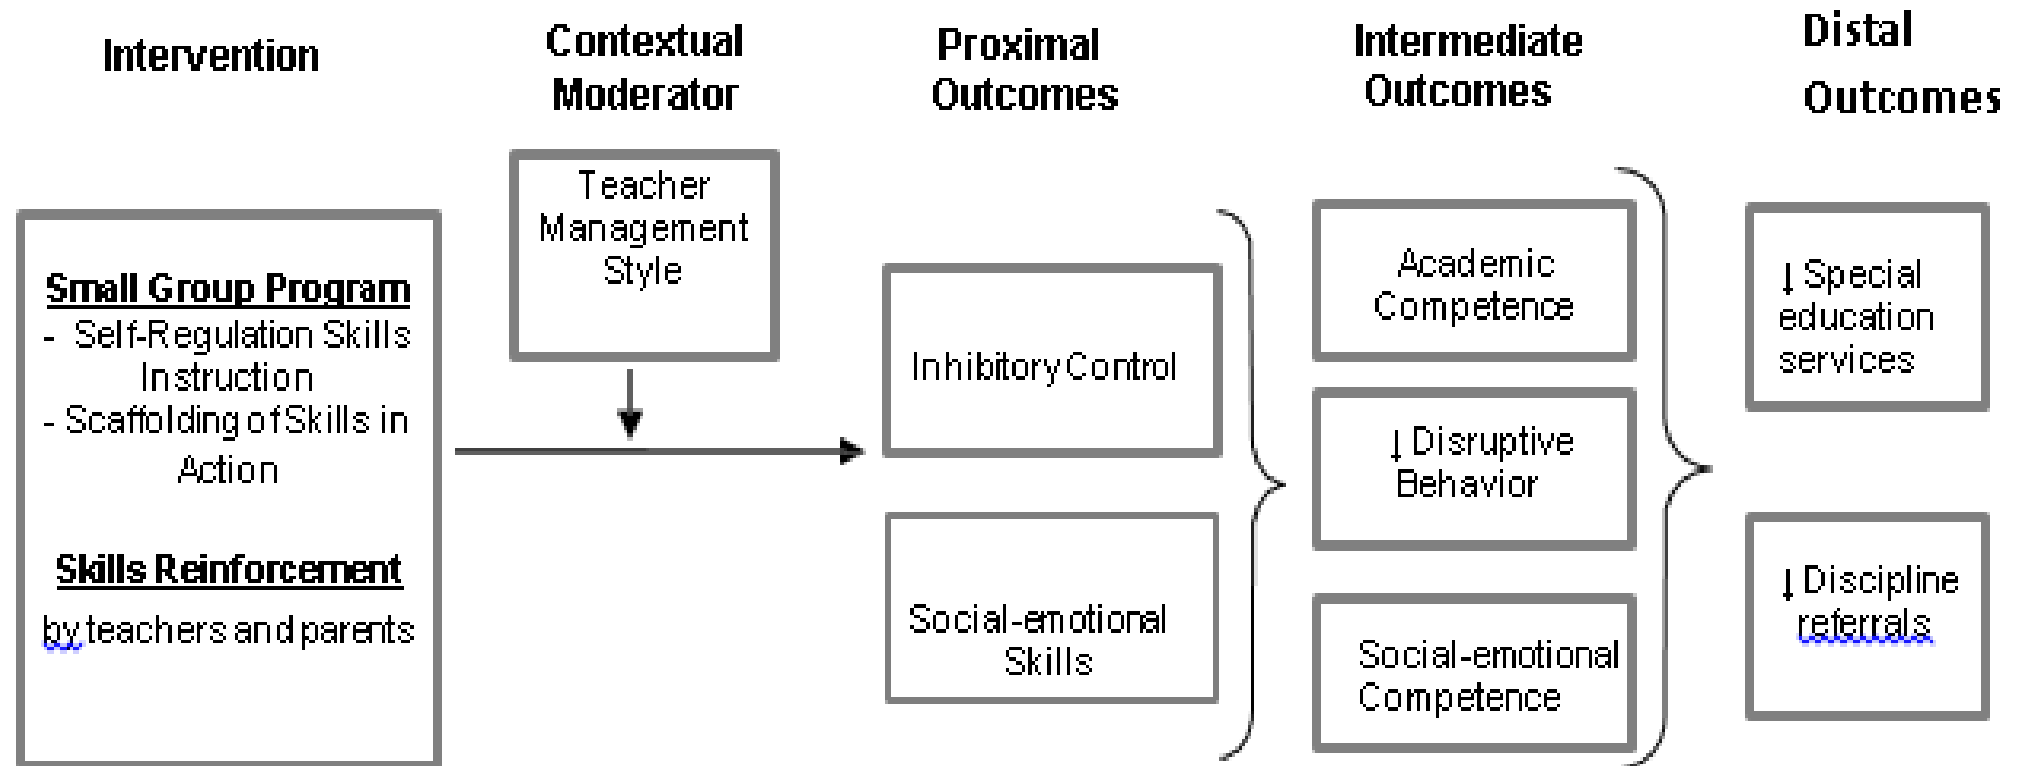 Intervention
Contextual
Moderator
Proximal
Outcomes
Intermediate
Outcomes
Distal
Outcomes
Small Group Program
- Self-Regulation Skills
Instruction
- Scaffolding of Skills in
Action
Skills Reinforcement
by teachers and parents
Teacher
Management
Style
Inhibitory Control
Social-emotional
Skills
Academic
Competence
↓ Disruptive
Behavior
Social-emotional
Competence
↓ Special
education
services
↓ Discipline
referrals